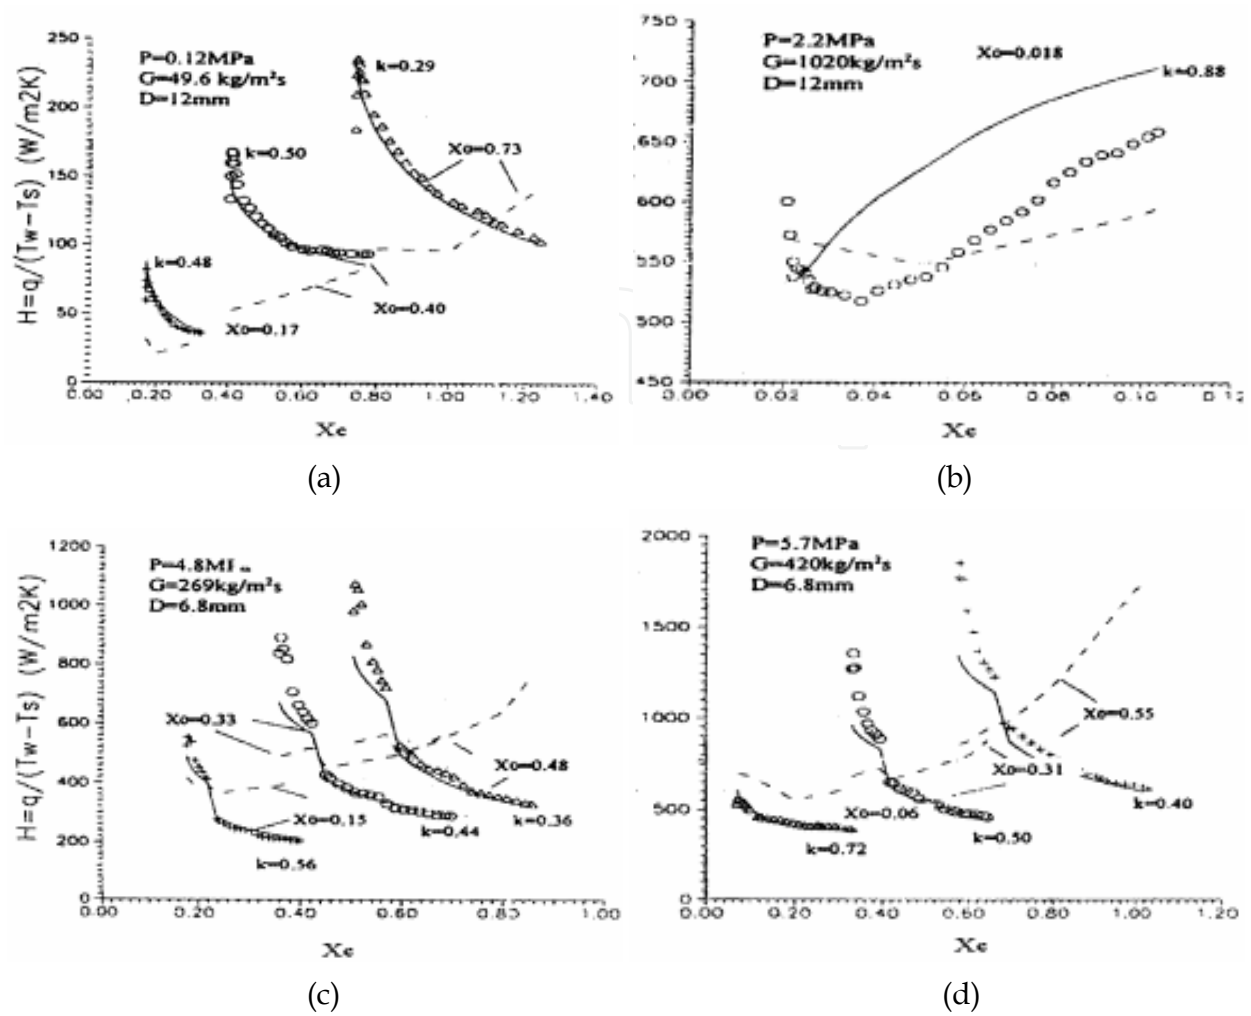 H=q/(Tw-Ts) (W/m2K)
250
200
150
100
50
0
P=0.12MPa
G=49.6 kg/m²s
D=12mm
k=0.29
k=0.50
Xo=0.73
k=0.48
Xo=0.40
Xo=0.17
0.00 0.20 0.40 0.60 0.80 1.00 1.20 1.40
Xe
(a)
750
700
650
600
550
500
450
P=2.2MPa
G=1020kg/m²s
D=12mm
Xo=0.018
k=0.88
0.00 0.02 0.04 0.06 0.08 0.10 0.12
Xe
(b)
H=q/(Tw-Ts) (W/m2K)
1200
1000
800
600
400
200
0
G=269kg/m²s
D=6.8mm
Xo=0.33
Xo=0.48
Xo=0.15
k=0.36
k=0.44
k=0.56
0.00 0.20 0.40 0.60 0.80 1.00
Xe
(c)
2000
1500
1000
500
0
P=5.7MPa
G=420kg/m²s
D=6.8mm
Xo=0.55
Xo=0.31
k=0.40
Xo=0.06
k=0.50
k=0.72
0.00 0.20 0.40 0.60 0.80 1.00 1.20
Xe
(d)